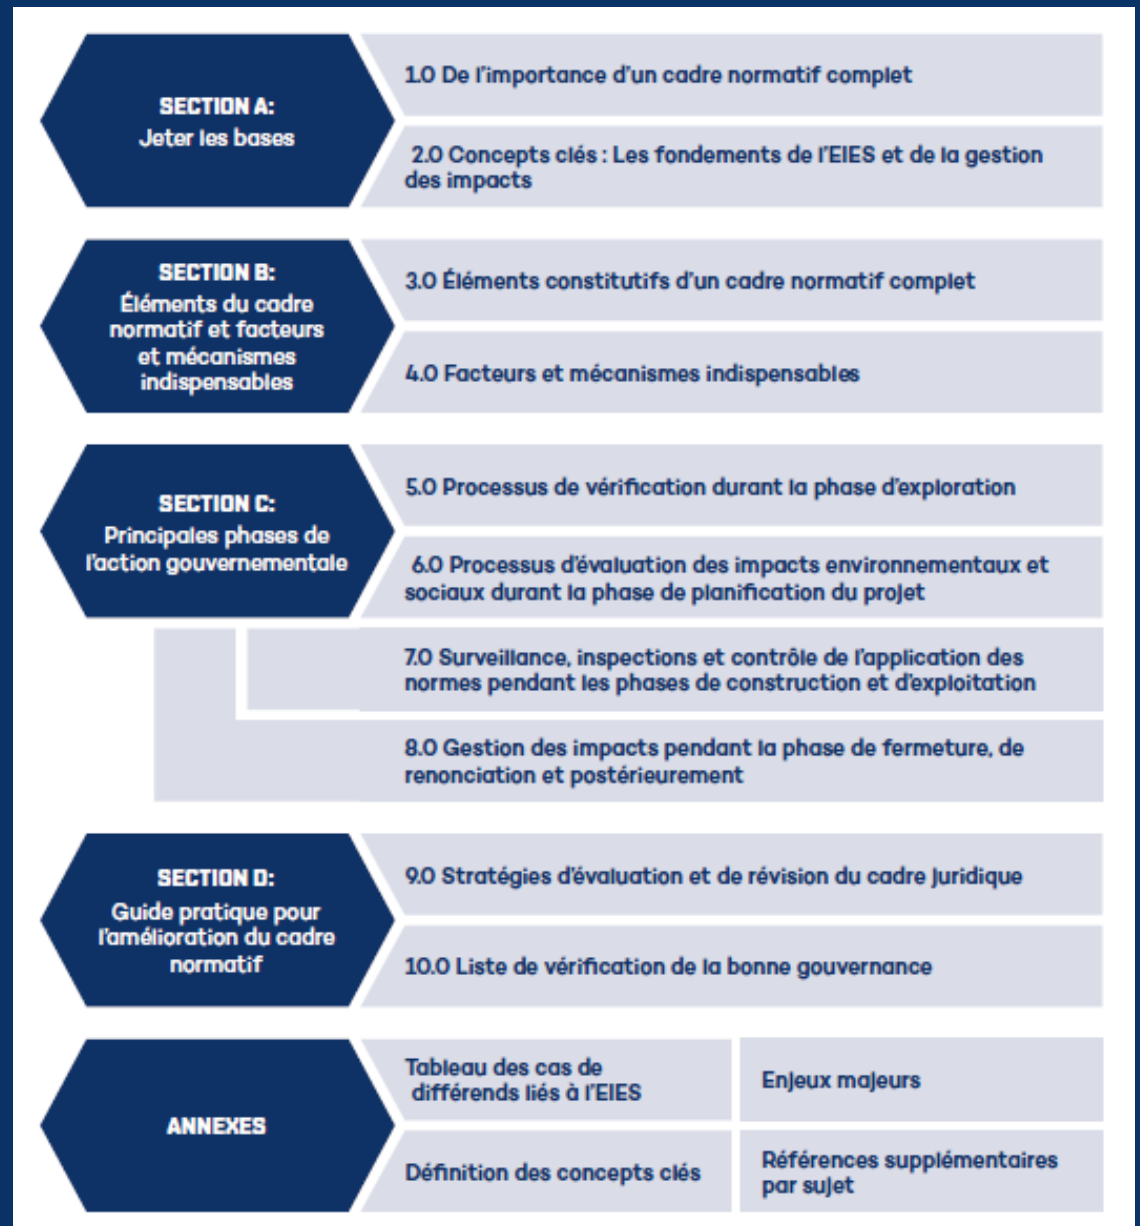 SECTION A:
Jeter les bases
1.0 De l'importance d'un cadre normatif complet
2.0 Concepts clés : Les fondements de l'EIES et de la gestion
des impacts
SECTION B:
Éléments du cadre
normatif et facteurs
et mécanismes
indispensables
3.0 Éléments constitutifs d'un cadre normatif complet
4.0 Facteurs et mécanismes indispensables
SECTION C:
Principales phases de
l'action gouvernementale
5.0 Processus de vérification durant la phase d'exploration
6.0 Processus d'évaluation des impacts environnementaux et
sociaux durant la phase de planification du projet
7.0 Surveillance, inspections et contrôle de l'application des
normes pendant les phases de construction et d'exploitation
8.0 Gestion des impacts pendant la phase de fermeture, de
renonciation et postérieurement
SECTION D:
Guide pratique pour
l'amélioration du cadre
normatif
9.0 Stratégies d'évaluation et de révision du cadre juridique
10.0 Liste de vérification de la bonne gouvernance
ANNEXES
Tableau des cas de
différends liés à l'EIES
Enjeux majeurs
Définition des concepts clés
Références supplémentaires
par sujet